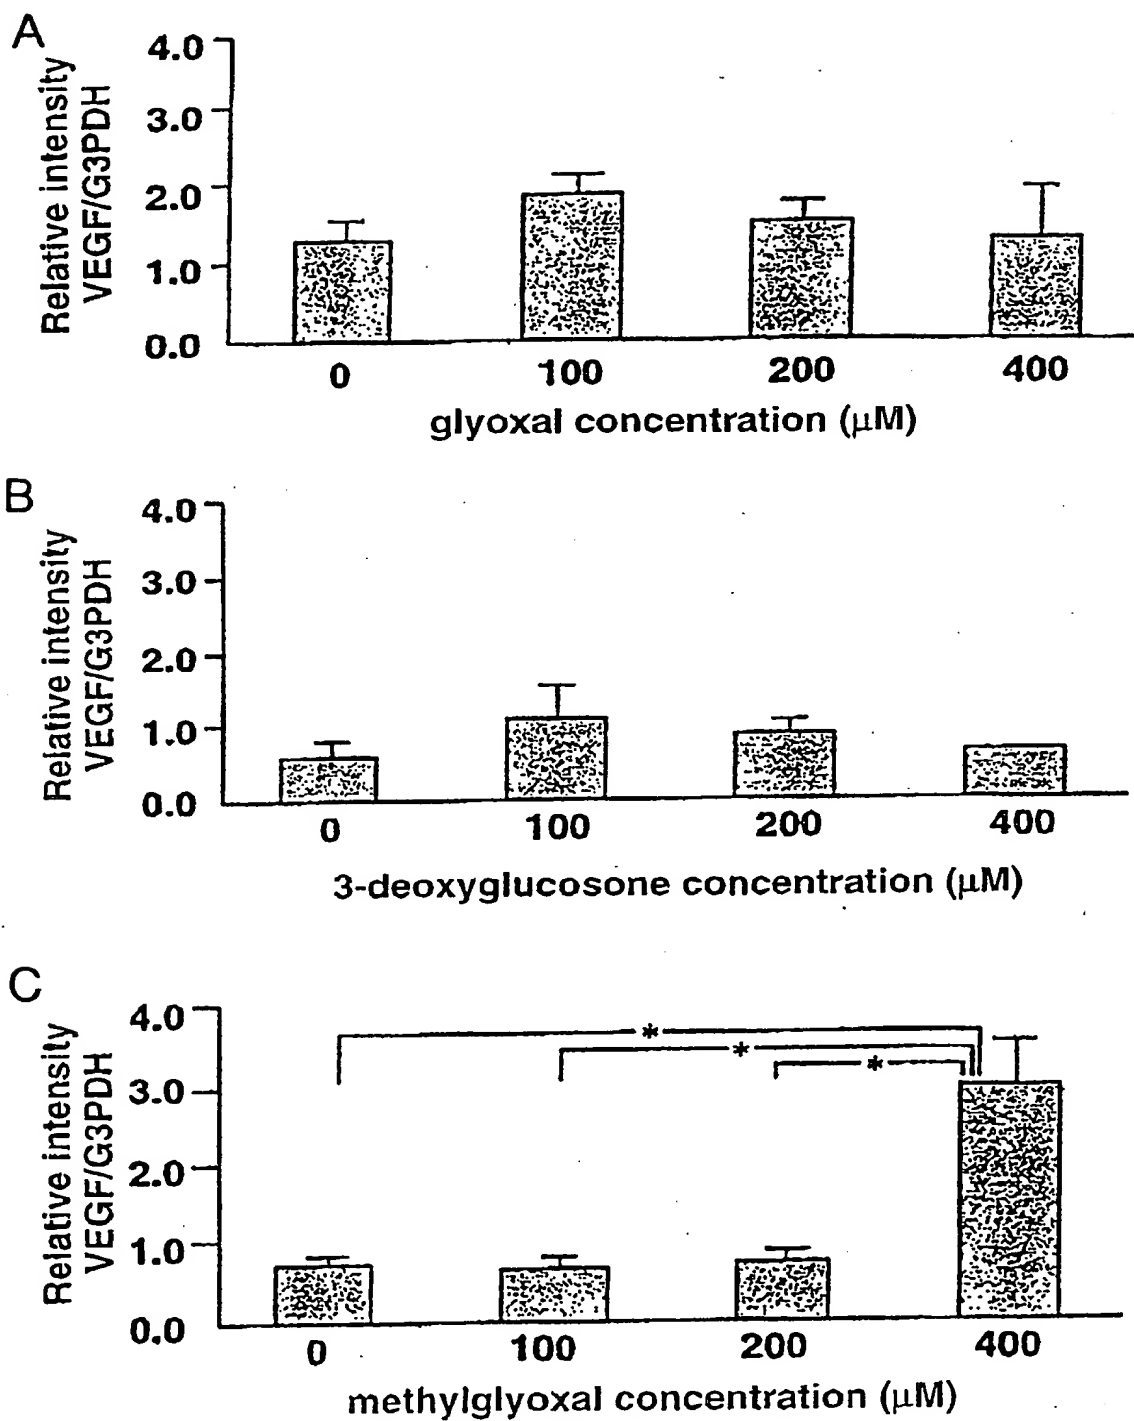 A
Relative intensity
VEGF/G3PDH
4.0
3.0
2.0
1.0
0.0
0 100 200 400
glyoxal concentration (μM)
B
Relative intensity
VEGF/G3PDH
4.0
3.0
2.0
1.0
0.0
0 100 200 400
3-deoxyglucosone concentration (μM)
C
Relative intensity
VEGF/G3PDH
4.0
3.0
2.0
1.0
0.0
*
*
*
0 100 200 400
methylglyoxal concentration (μM)